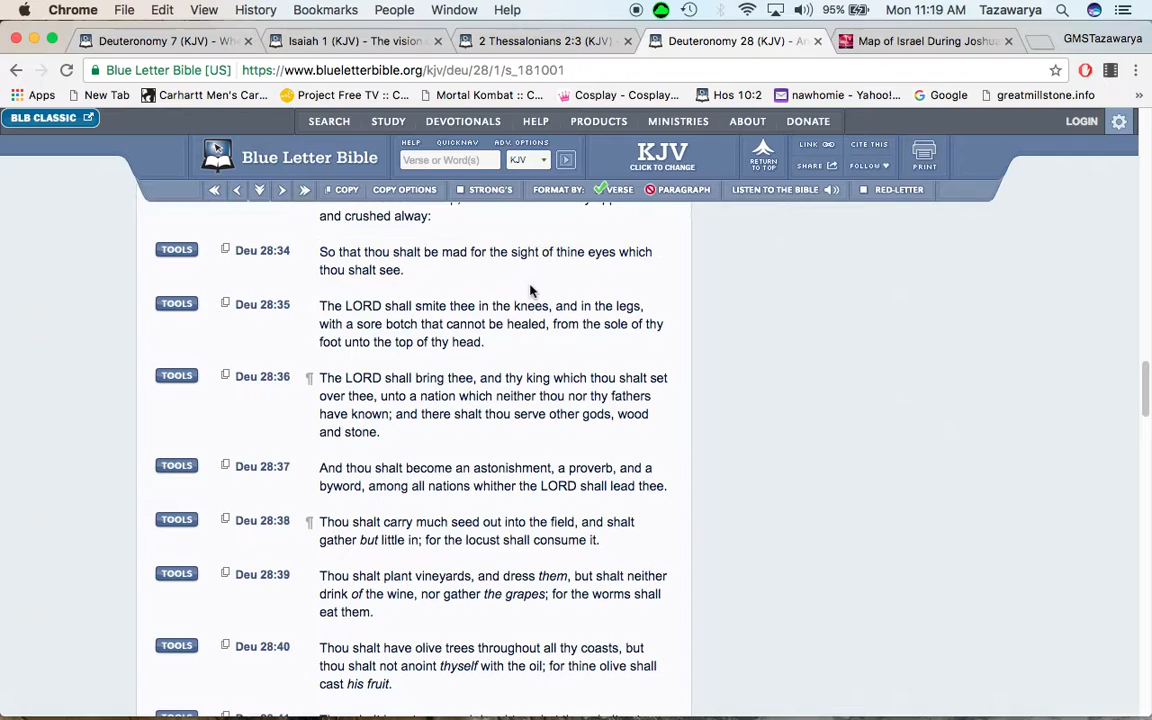 Chrome File Edit View History Bookmarks People Window Help 95% Mon 11:19 AM Tazawarya
Deuteronomy 7 (KJV) - Whe Isaiah 1 (KJV) - The vision 2 Thessalonians 2:3 (KJV) Deuteronomy 28 (KJV) - An Map of Israel During Joshua GMSTazawarya
Blue Letter Bible [US] https://www.blueletterbible.org/kjv/deu/28/1/s_181001
Apps New Tab Carhartt Men's Car... Project Free TV :: C... Mortal Kombat :: C... Cosplay - Cosplay... Hos 10:2 nawhomie - Yahoo!... Google greatmillstone.info »
BLB CLASSIC SEARCH STUDY DEVOTIONALS HELP PRODUCTS MINISTRIES ABOUT DONATE LOGIN
Blue Letter Bible
HELP QUICKNAV ADV. OPTIONS
Verse or Word(s) KJV
KJV
CLICK TO CHANGE
RETURN
TO TOP
LINK CITE THIS
SHARE FOLLOW
PRINT
COPY COPY OPTIONS STRONG'S FORMAT BY: VERSE PARAGRAPH LISTEN TO THE BIBLE RED-LETTER
and crushed alway:
TOOLS Deu 28:34 So that thou shalt be mad for the sight of thine eyes which
thou shalt see.
TOOLS Deu 28:35 The LORD shall smite thee in the knees, and in the legs,
with a sore botch that cannot be healed, from the sole of thy
foot unto the top of thy head.
TOOLS Deu 28:36 ¶ The LORD shall bring thee, and thy king which thou shalt set
over thee, unto a nation which neither thou nor thy fathers
have known; and there shalt thou serve other gods, wood
and stone.
TOOLS Deu 28:37 And thou shalt become an astonishment, a proverb, and a
byword, among all nations whither the LORD shall lead thee.
TOOLS Deu 28:38 ¶ Thou shalt carry much seed out into the field, and shalt
gather but little in; for the locust shall consume it.
TOOLS Deu 28:39 Thou shalt plant vineyards, and dress them, but shalt neither
drink of the wine, nor gather the grapes; for the worms shall
eat them.
TOOLS Deu 28:40 Thou shalt have olive trees throughout all thy coasts, but
thou shalt not anoint thyself with the oil; for thine olive shall
cast his fruit.